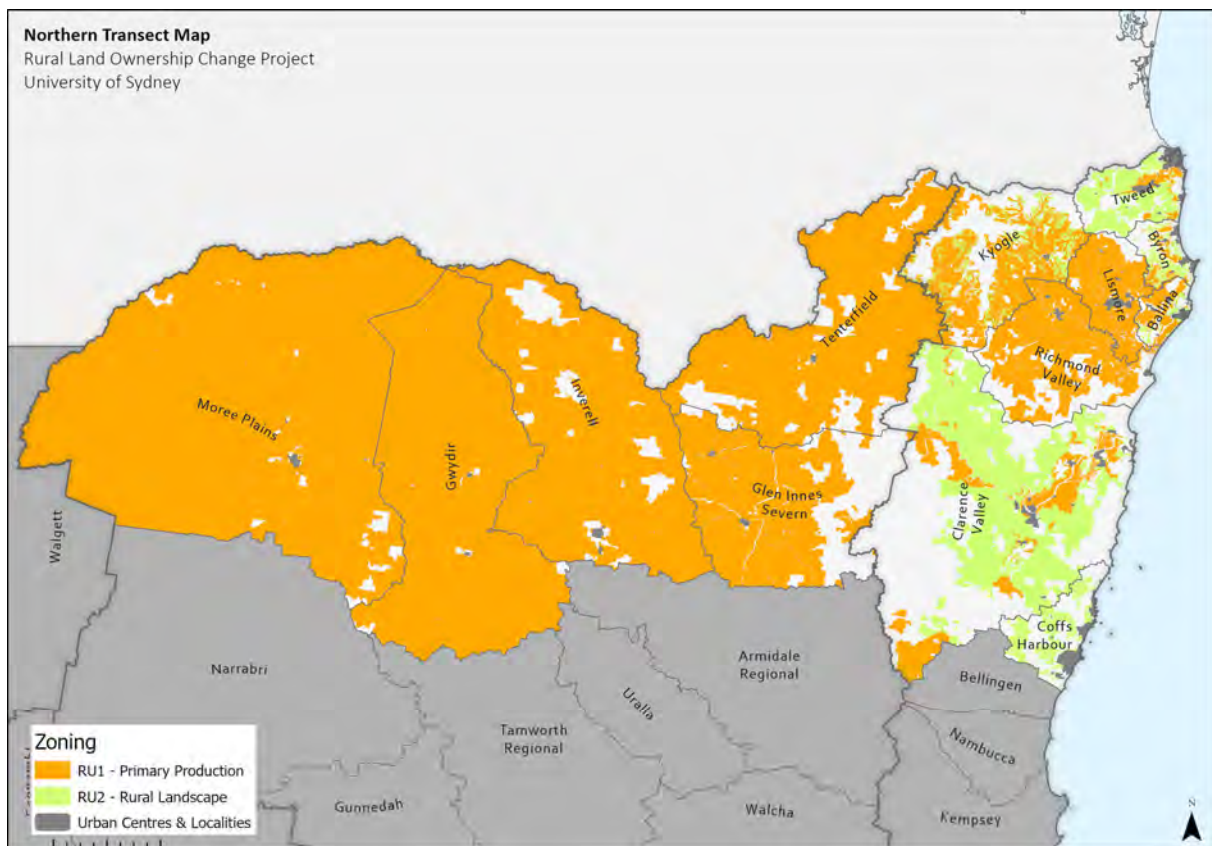 Northern Transect Map
Rural Land Ownership Change Project
University of Sydney
Tweed
Kyogle
Byron
Lismore
Ballina
Tenterfield
Richmond
Valley
Moree Plains
Gwydir
Inverell
Glen Innes
Severn
Clarence
Valley
Walgett
Coffs
Harbour
Narrabri
Armidale
Regional
Bellingen
Uralla
Tamworth
Regional
Nambucca
Gunnedah
Walcha
Kempsey
Zoning
RU1 - Primary Production
RU2 - Rural Landscape
Urban Centres & Localities